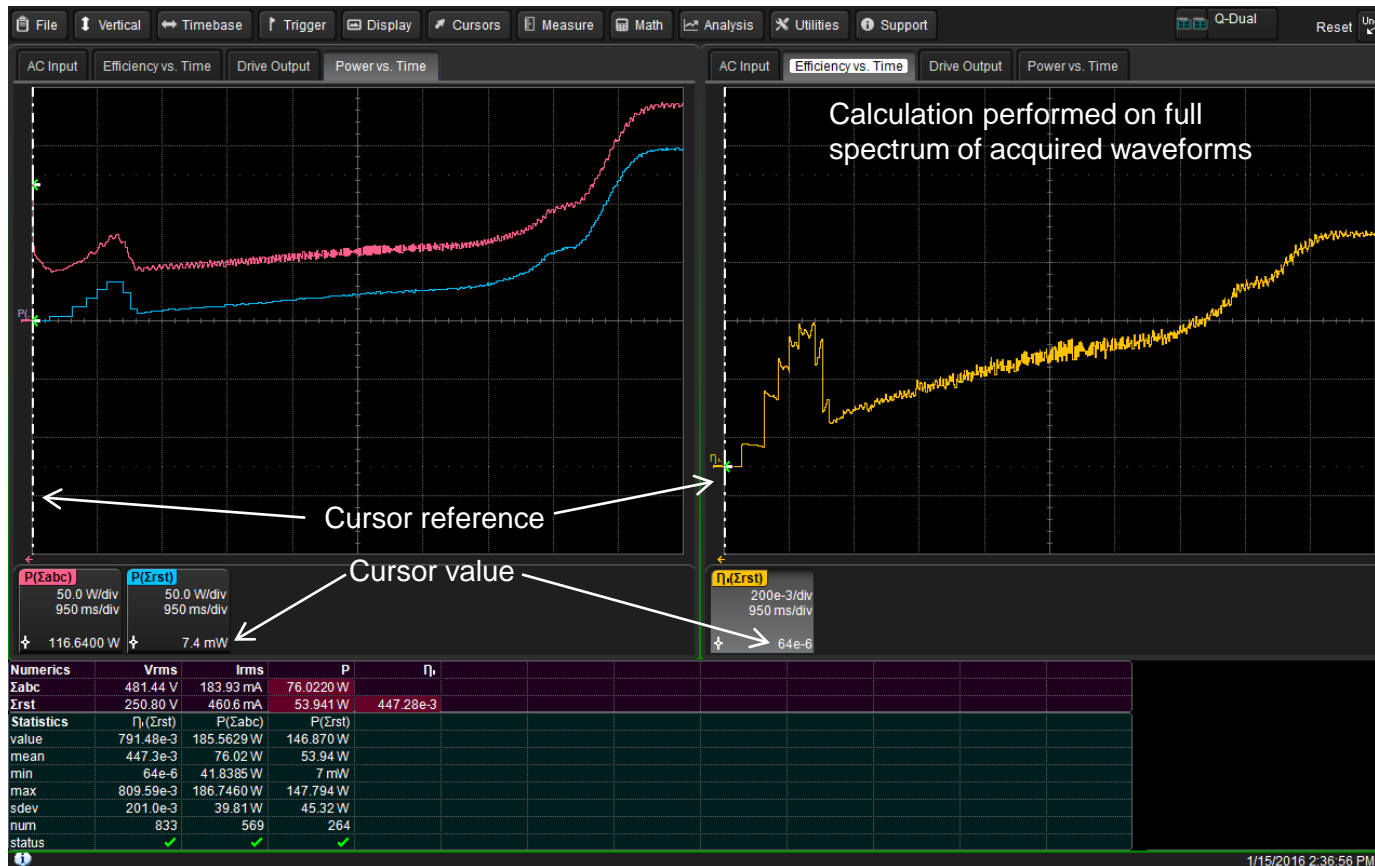 File Vertical Timebase Trigger Display Cursors Measure Math Analysis Utilities Support Q-Dual Reset
AC Input Efficiency vs. Time Drive Output Power vs. Time
AC Input Efficiency vs. Time Drive Output Power vs. Time
Calculation performed on full
spectrum of acquired waveforms
Cursor reference
Cursor value
P(Σabc) P(Σrst)
50.0 W/div 50.0 W/div
950 ms/div 950 ms/div
116.6400 W 7.4 mW
η₁(Σrst)
200e-3/div
950 ms/div
64e-6
Numerics Vrms Irms P η₁
Σabc 481.44 V 183.93 mA 76.0220 W
Σrst 250.80 V 460.6 mA 53.941 W 447.28e-3
Statistics η₁(Σrst) P(Σabc) P(Σrst)
value 791.48e-3 185.5629 W 146.870 W
mean 447.3e-3 76.02 W 53.94 W
min 64e-6 41.8385 W 7 mW
max 809.59e-3 186.7460 W 147.794 W
sdev 201.0e-3 39.81 W 45.32 W
num 833 569 264
status
1/15/2016 2:36:56 PM